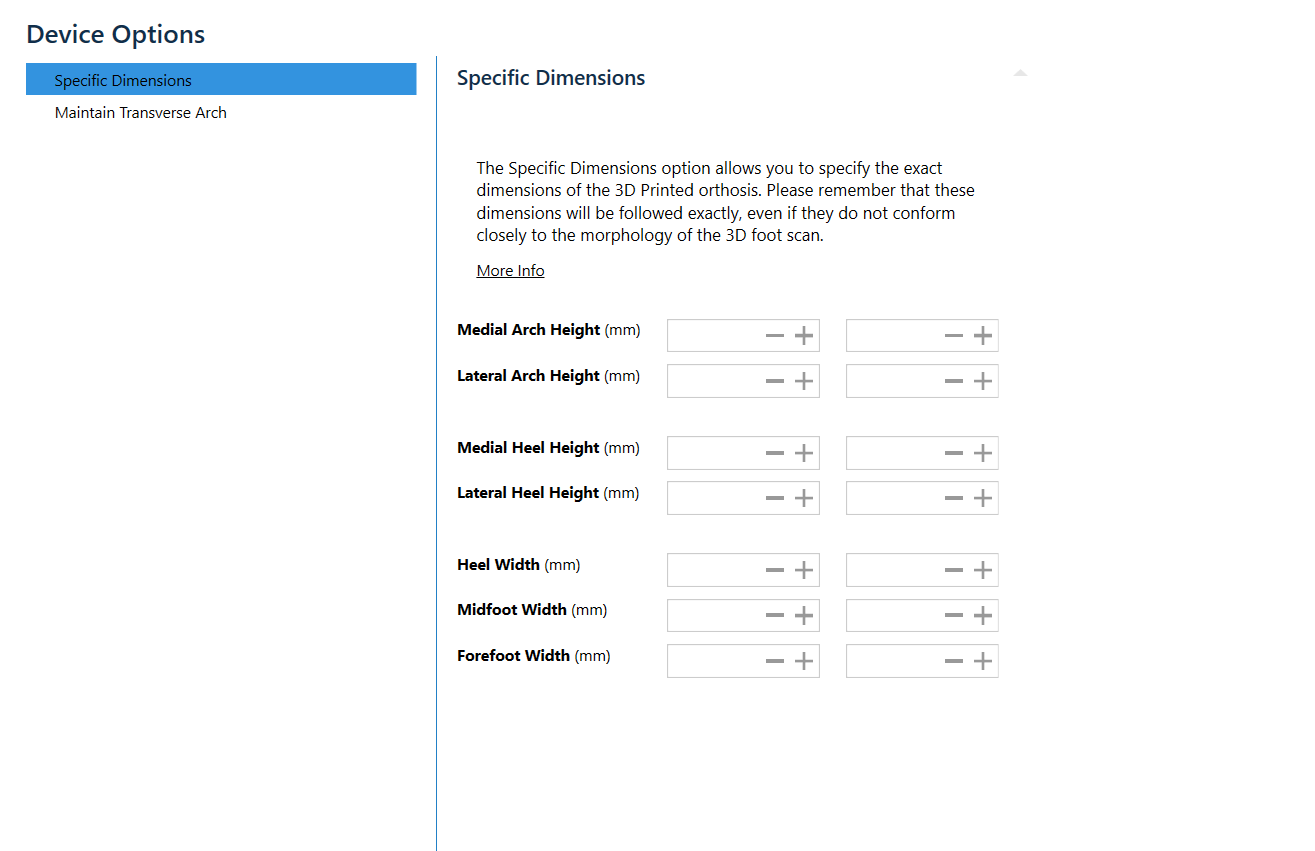 Device Options
Specific Dimensions
Maintain Transverse Arch
Specific Dimensions
The Specific Dimensions option allows you to specify the exact
dimensions of the 3D Printed orthosis. Please remember that these
dimensions will be followed exactly, even if they do not conform
closely to the morphology of the 3D foot scan.
More Info
Medial Arch Height (mm)
Lateral Arch Height (mm)
Medial Heel Height (mm)
Lateral Heel Height (mm)
Heel Width (mm)
Midfoot Width (mm)
Forefoot Width (mm)